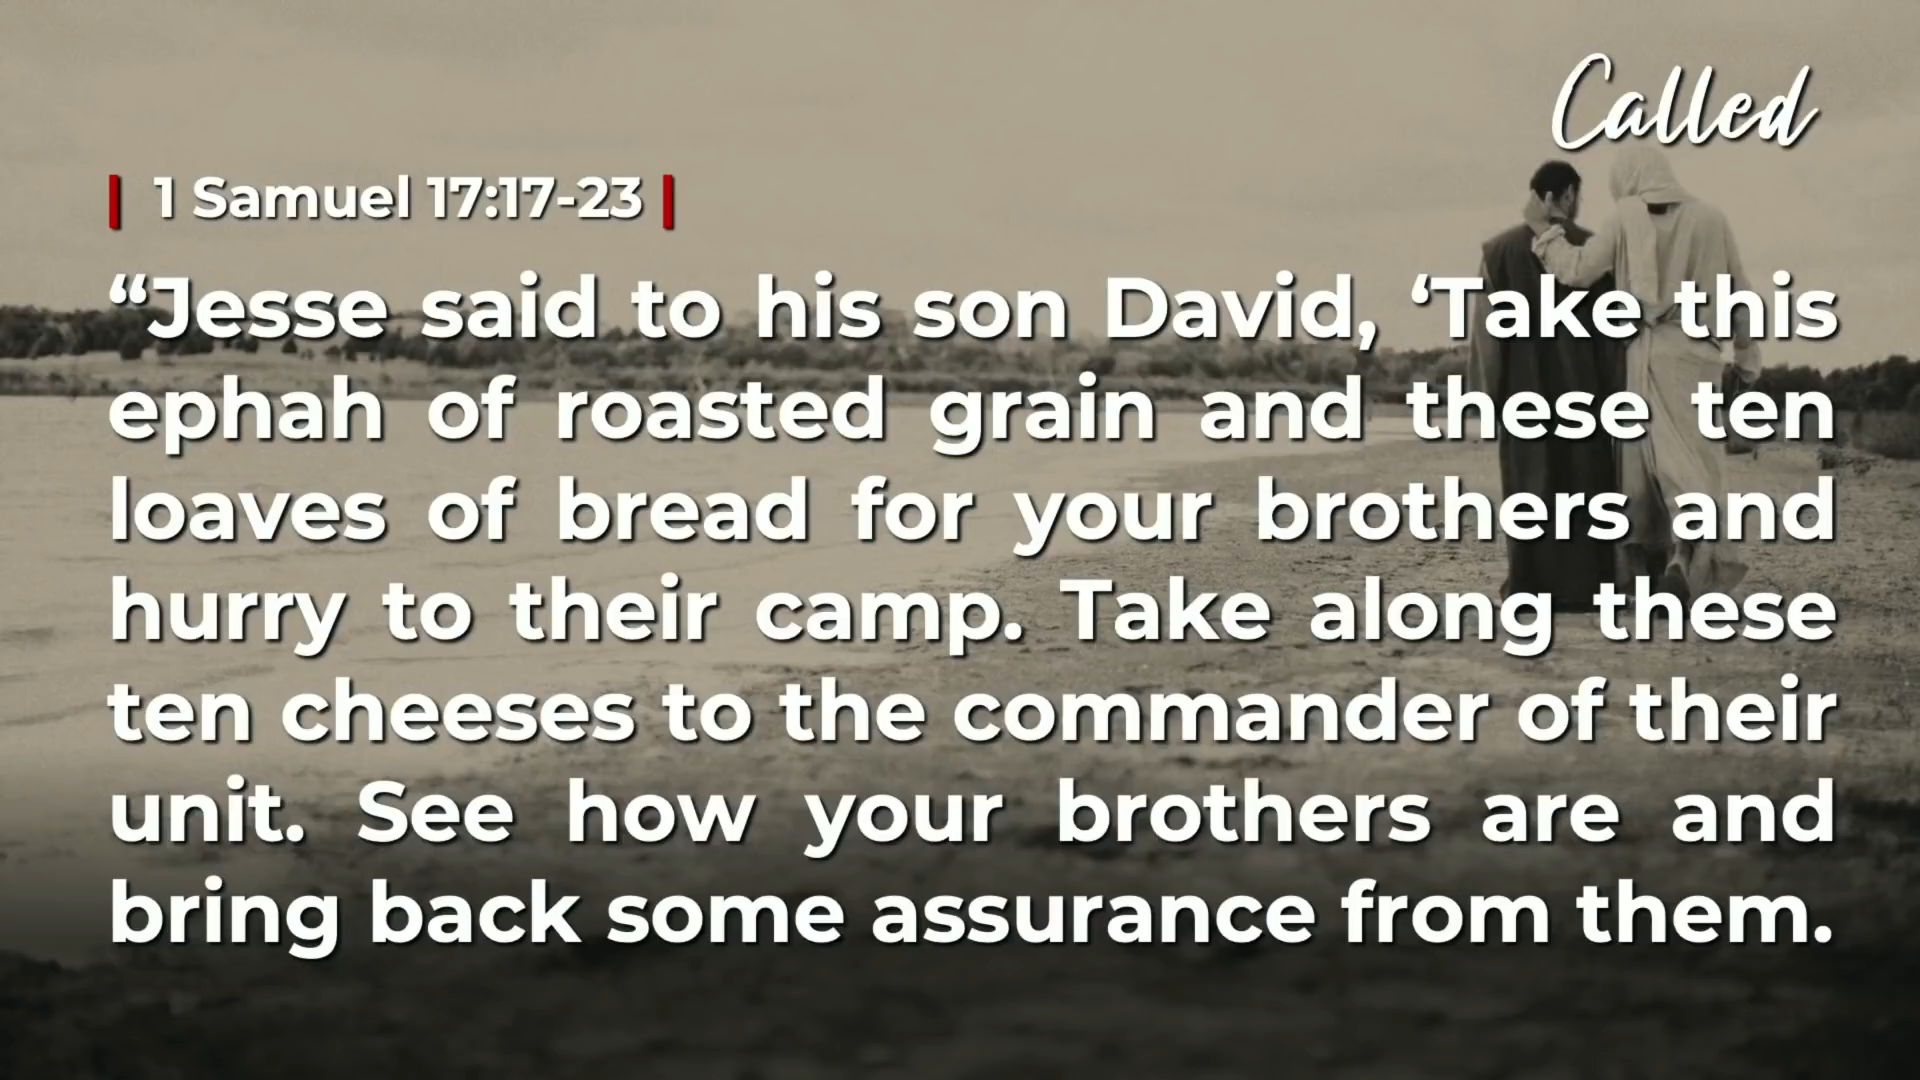 Called
1 Samuel 17:17-23
“Jesse said to his son David, ‘Take this
ephah of roasted grain and these ten
loaves of bread for your brothers and
hurry to their camp. Take along these
ten cheeses to the commander of their
unit. See how your brothers are and
bring back some assurance from them.